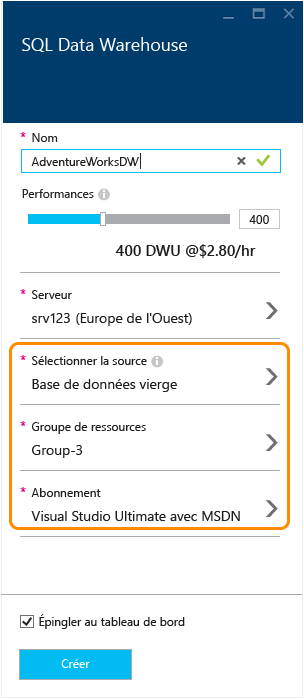 SQL Data Warehouse
* Nom
AdventureWorksDW
Performances
400
400 DWU @$2.80/hr
* Serveur
srv123 (Europe de l'Ouest)
* Sélectionner la source
Base de données vierge
* Groupe de ressources
Group-3
* Abonnement
Visual Studio Ultimate avec MSDN
Épingler au tableau de bord
Créer